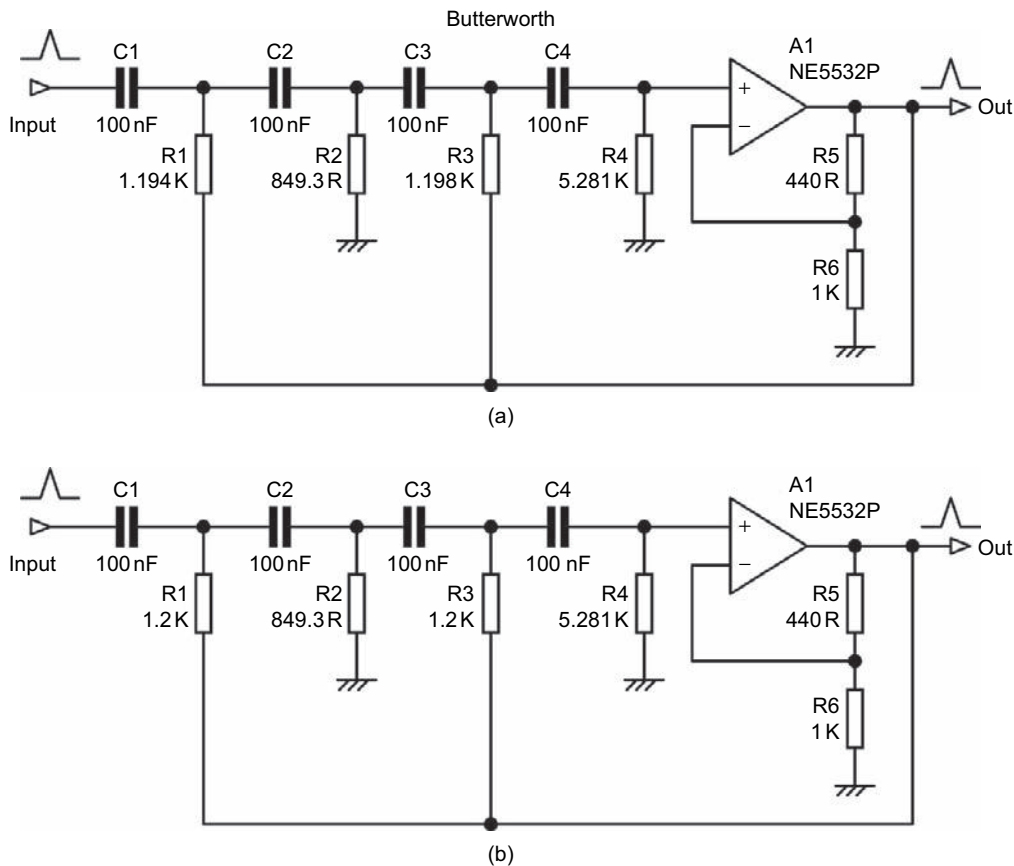 Butterworth
C1 C2 C3 C4 A1
NE5532P
+
−
Input 100 nF 100 nF 100 nF 100 nF Out
R1 R2 R3 R4 R5
1.194 K 849.3 R 1.198 K 5.281 K 440 R
R6
1 K
(a)
C1 C2 C3 C4 A1
NE5532P
+
−
Input 100 nF 100 nF 100 nF 100 nF Out
R1 R2 R3 R4 R5
1.2 K 849.3 R 1.2 K 5.281 K 440 R
R6
1 K
(b)